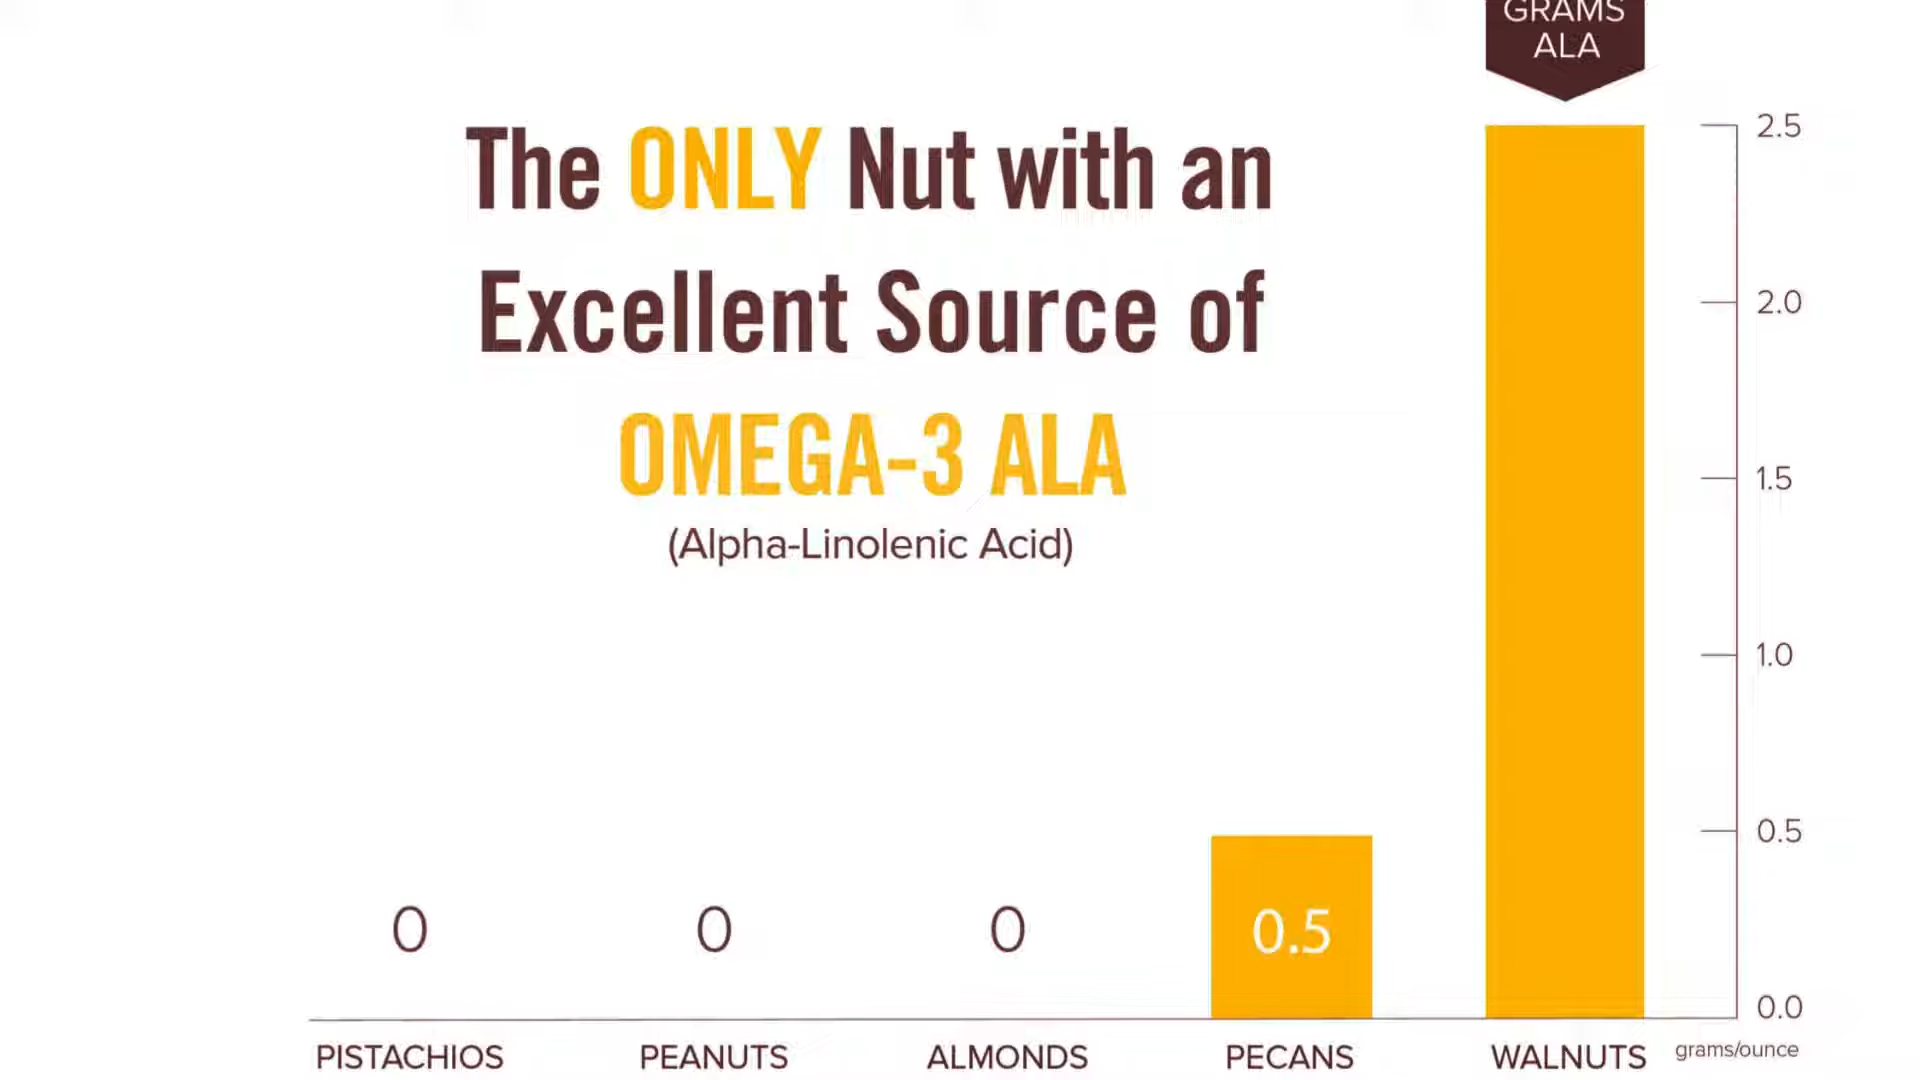 GRAMS
ALA
The ONLY Nut with an
Excellent Source of
OMEGA-3 ALA
(Alpha-Linolenic Acid)
2.5
2.0
1.5
1.0
0.5
0.0
0 0 0 0.5
PISTACHIOS PEANUTS ALMONDS PECANS WALNUTS grams/ounce